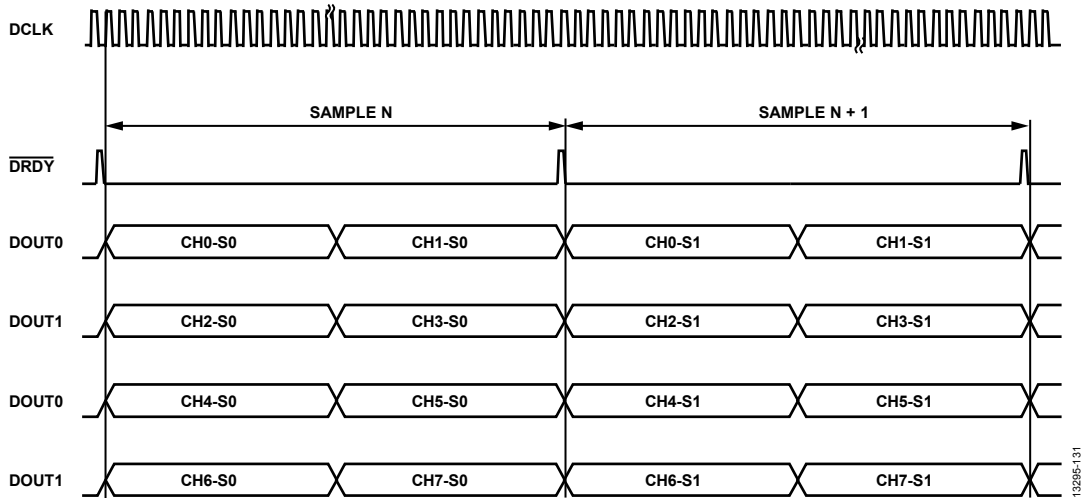 DCLK
SAMPLE N SAMPLE N + 1
DRDY
DOUT0 CH0-S0 CH1-S0 CH0-S1 CH1-S1
DOUT1 CH2-S0 CH3-S0 CH2-S1 CH3-S1
DOUT0 CH4-S0 CH5-S0 CH4-S1 CH5-S1
DOUT1 CH6-S0 CH7-S0 CH6-S1 CH7-S1
13295-131